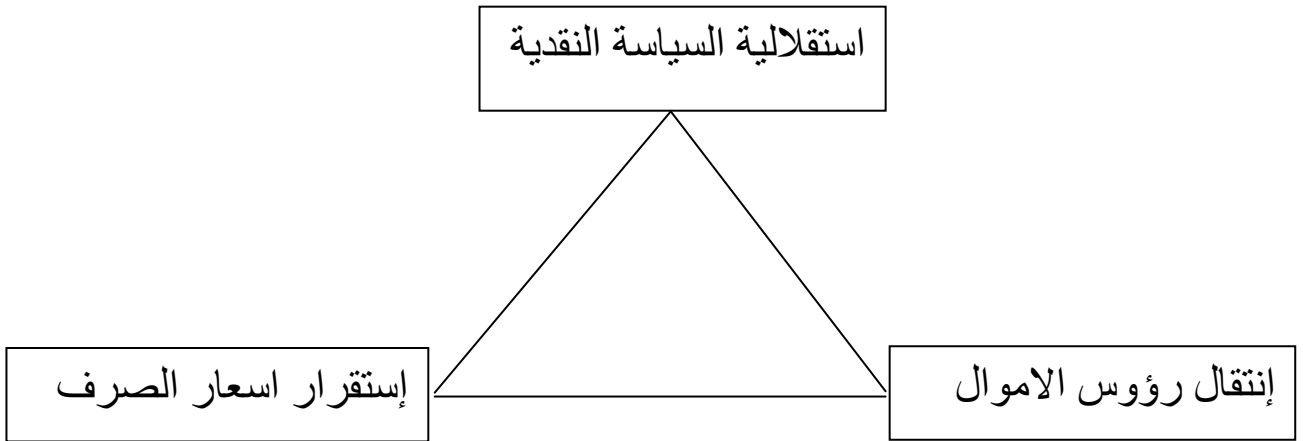 استقلالية السياسة النقدية
إنتقال رؤوس الاموال
إستقرار اسعار الصرف